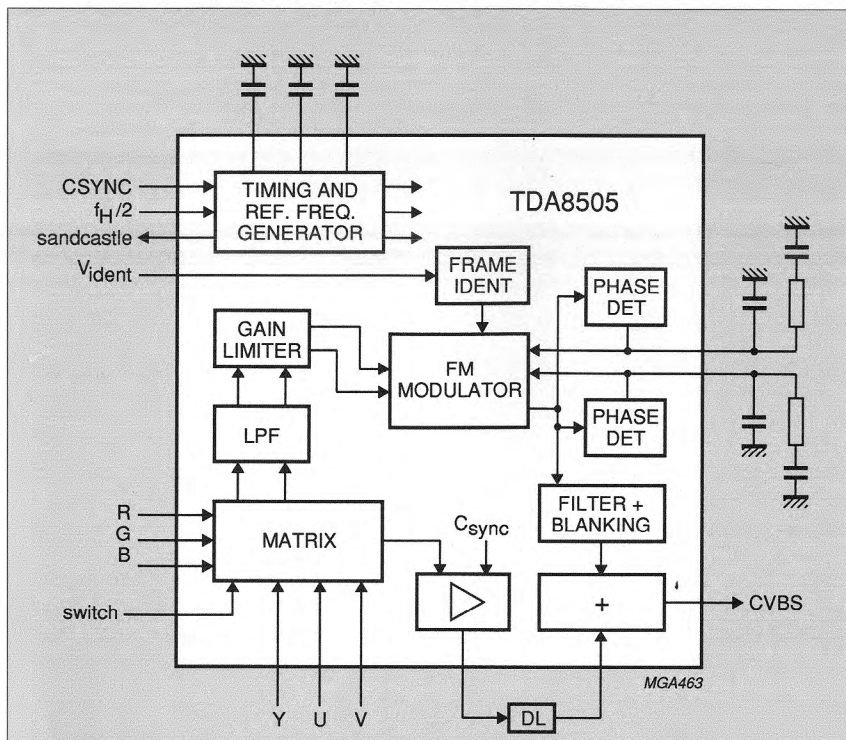 CSYNC
fH/2
sandcastle
Vident
TIMING AND
REF. FREQ.
GENERATOR
TDA8505
FRAME
IDENT
PHASE
DET
GAIN
LIMITER
FM
MODULATOR
PHASE
DET
LPF
FILTER +
BLANKING
R
G
B
MATRIX
Csync
+
CVBS
switch
MGA463
Y U V
DL